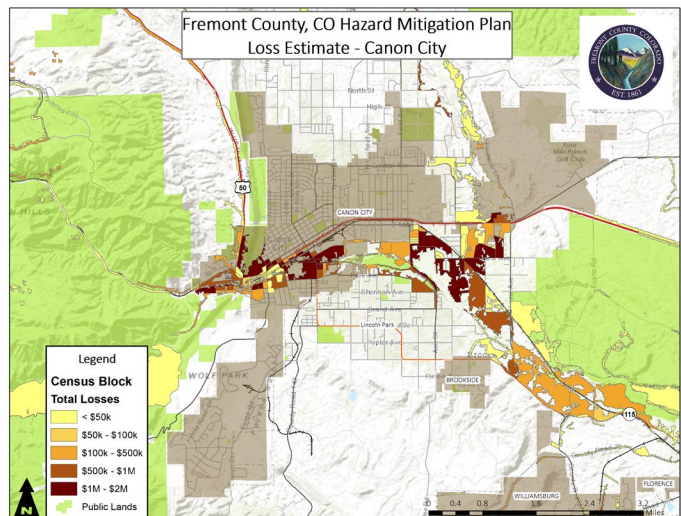 Fremont County, CO Hazard Mitigation Plan
Loss Estimate - Canon City
FREMONT COUNTY COLORADO
EST. 1861
North St
High St
Four
Mile Ranch
Golf Club
50
CANON CITY
Canon
City
Sherman Ave
Grand Ave
Lincoln Park
Poplar Ave
WOLF PARK
BROOKSIDE
115
FLORENCE
WILLIAMSBURG
Legend
Census Block
Total Losses
< $50k
$50k - $100k
$100k - $500k
$500k - $1M
$1M - $2M
Public Lands
N
0 0.4 0.8 1.6 2.4 3.2
Miles